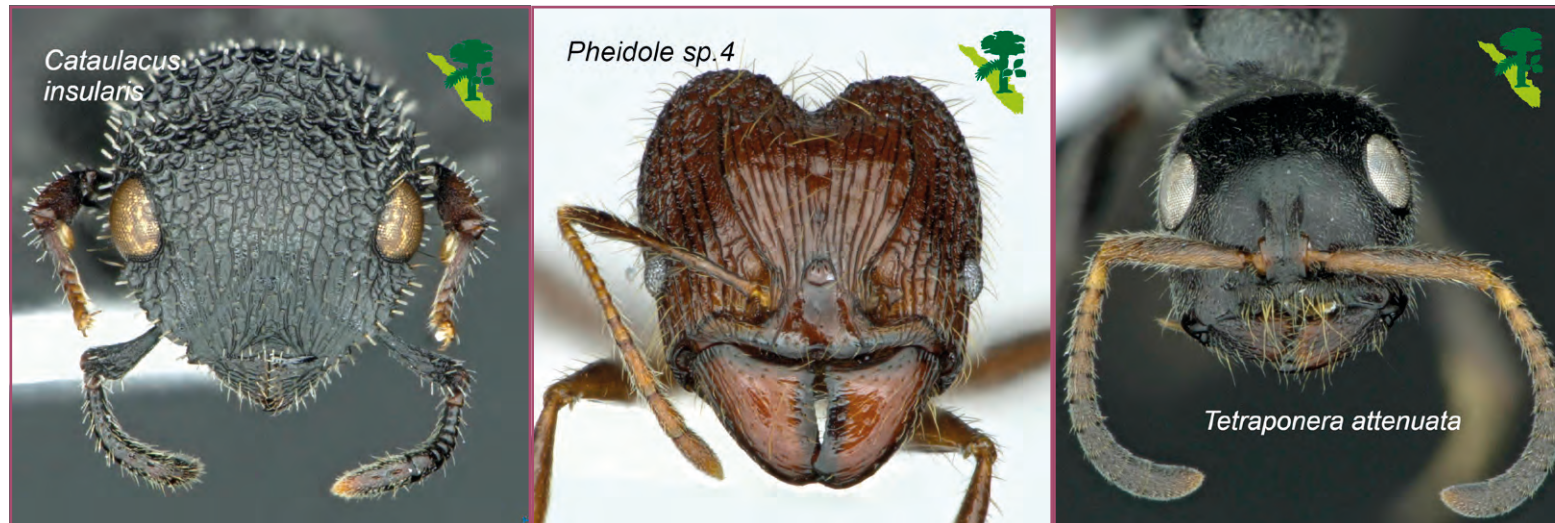 Cataulacus
insularis
Pheidole sp.4
Tetraponera attenuata